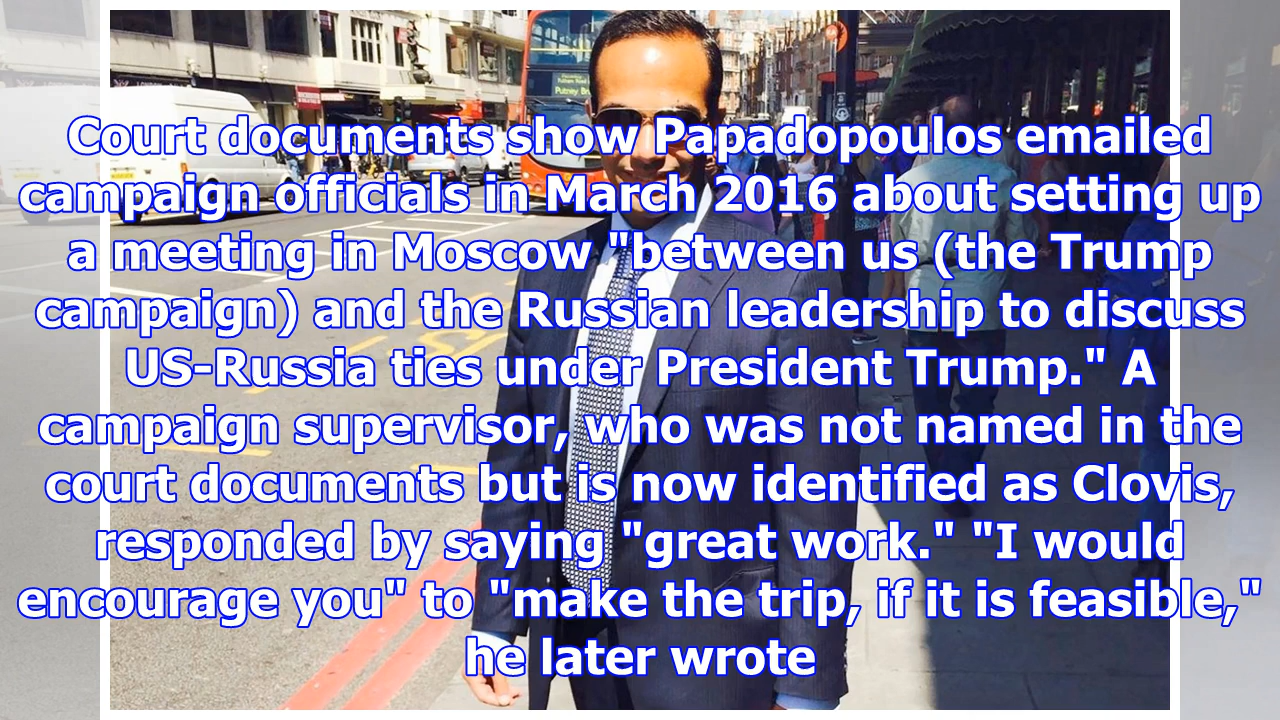 Court documents show Papadopoulos emailed
campaign officials in March 2016 about setting up
a meeting in Moscow "between us (the Trump
campaign) and the Russian leadership to discuss
US-Russia ties under President Trump." A
campaign supervisor, who was not named in the
court documents but is now identified as Clovis,
responded by saying "great work." "I would
encourage you" to "make the trip, if it is feasible,"
he later wrote